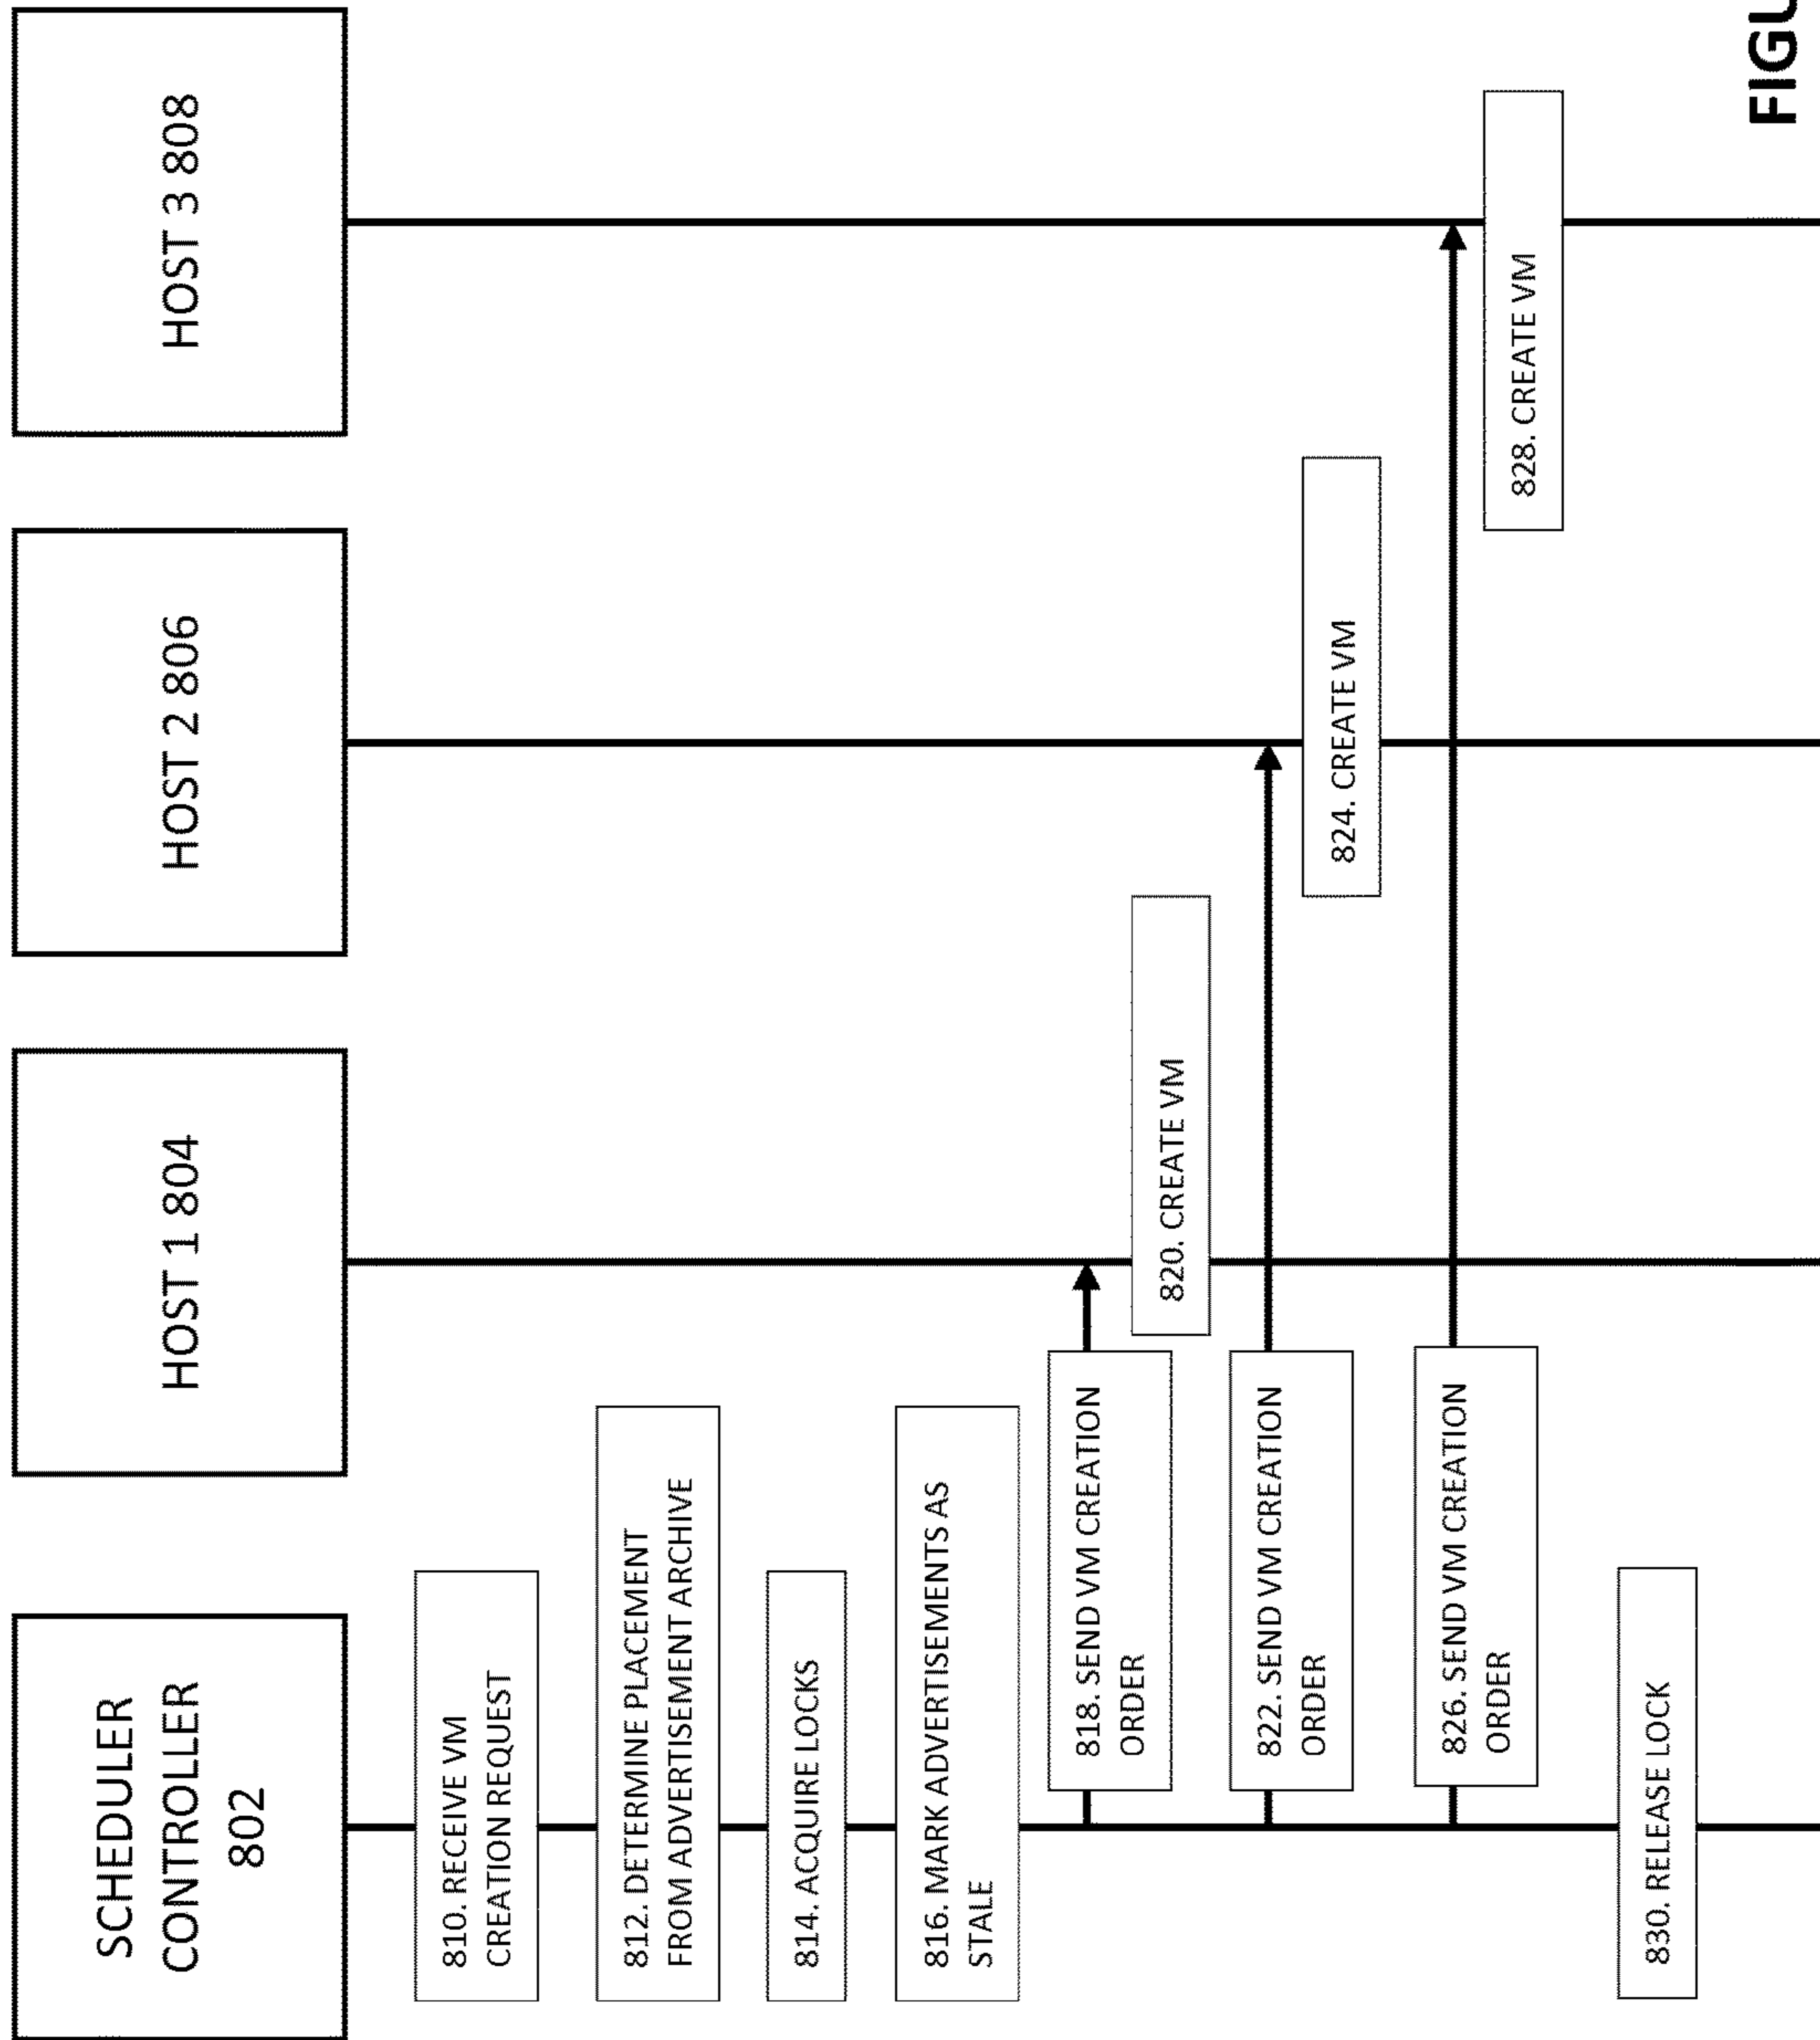 SCHEDULER
CONTROLLER
802
HOST 1 804
HOST 2 806
HOST 3 808
810. RECEIVE VM
CREATION REQUEST
812. DETERMINE PLACEMENT
FROM ADVERTISEMENT ARCHIVE
814. ACQUIRE LOCKS
816. MARK ADVERTISEMENTS AS
STALE
818. SEND VM CREATION
ORDER
820. CREATE VM
822. SEND VM CREATION
ORDER
824. CREATE VM
826. SEND VM CREATION
ORDER
828. CREATE VM
830. RELEASE LOCK